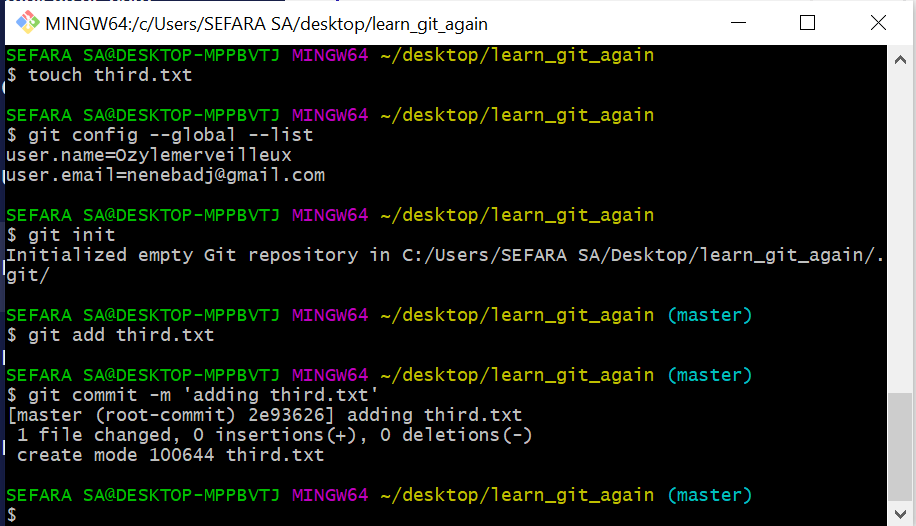 MINGW64:/c/Users/SEFARA SA/desktop/learn_git_again
SEFARA SA@DESKTOP-MPPBVTJ MINGW64 ~/desktop/learn_git_again
$ touch third.txt
SEFARA SA@DESKTOP-MPPBVTJ MINGW64 ~/desktop/learn_git_again
$ git config --global --list
user.name=Ozylemerveilleux
user.email=nenebadj@gmail.com
SEFARA SA@DESKTOP-MPPBVTJ MINGW64 ~/desktop/learn_git_again
$ git init
Initialized empty Git repository in C:/Users/SEFARA SA/Desktop/learn_git_again/.
git/
SEFARA SA@DESKTOP-MPPBVTJ MINGW64 ~/desktop/learn_git_again (master)
$ git add third.txt
SEFARA SA@DESKTOP-MPPBVTJ MINGW64 ~/desktop/learn_git_again (master)
$ git commit -m 'adding third.txt'
[master (root-commit) 2e93626] adding third.txt
 1 file changed, 0 insertions(+), 0 deletions(-)
 create mode 100644 third.txt
SEFARA SA@DESKTOP-MPPBVTJ MINGW64 ~/desktop/learn_git_again (master)
$